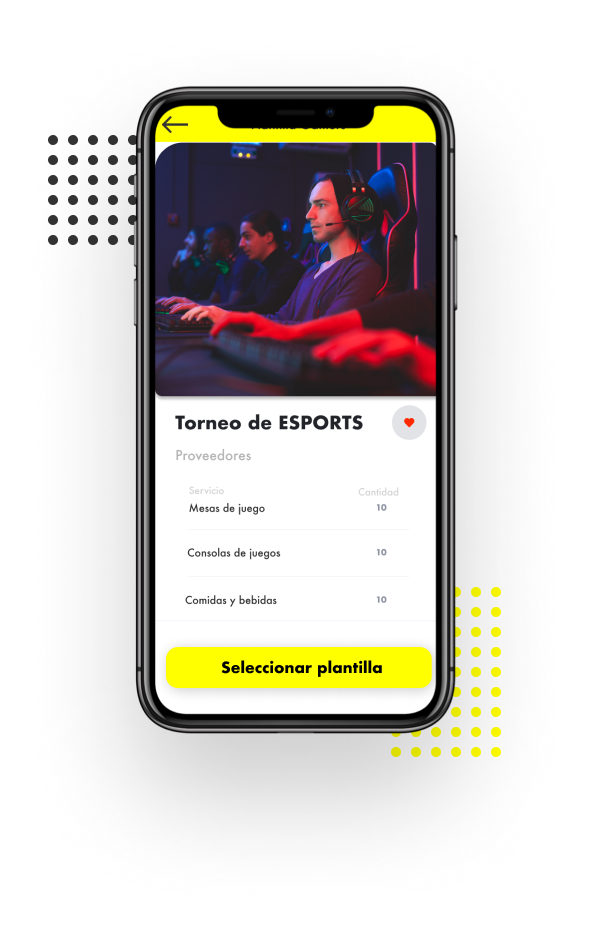 Torneo de ESPORTS
Proveedores
Servicio
Cantidad
Mesas de juego
10
Consolas de juegos
10
Comidas y bebidas
10
Seleccionar plantilla